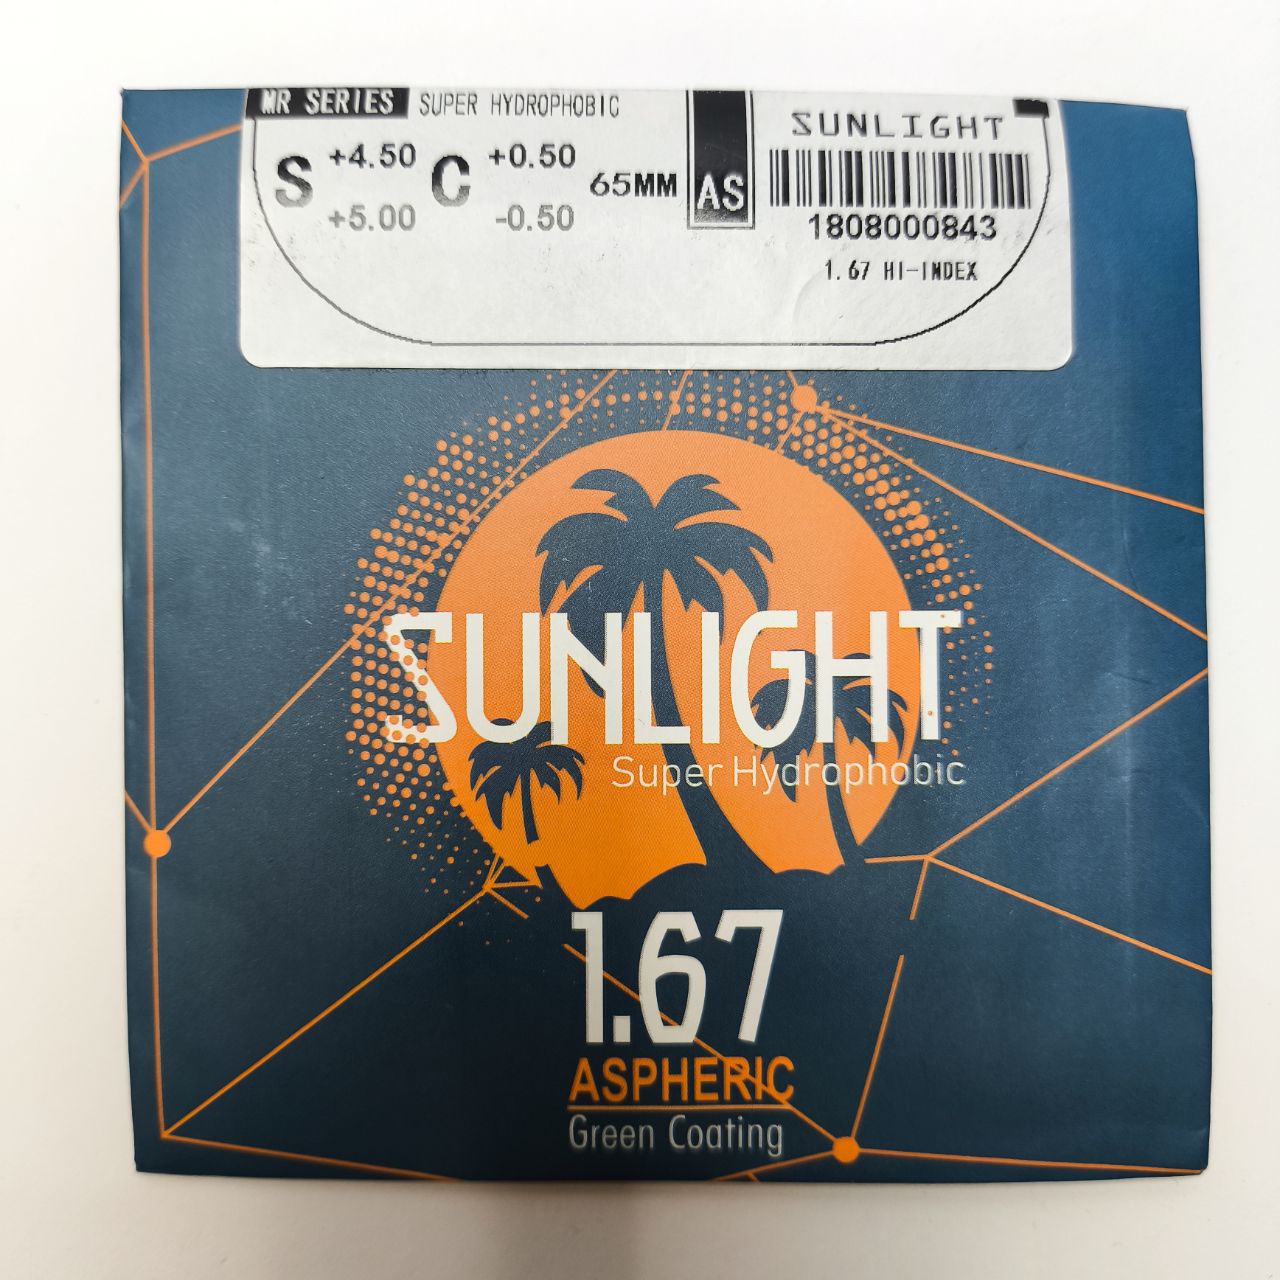 MR SERIES SUPER HYDROPHOBIC
S +4.50 C +0.50 65MM AS
+5.00 -0.50
SUNLIGHT
1808000843
1.67 HI-INDEX
SUNLIGHT
Super Hydrophobic
1.67
ASPHERIC
Green Coating